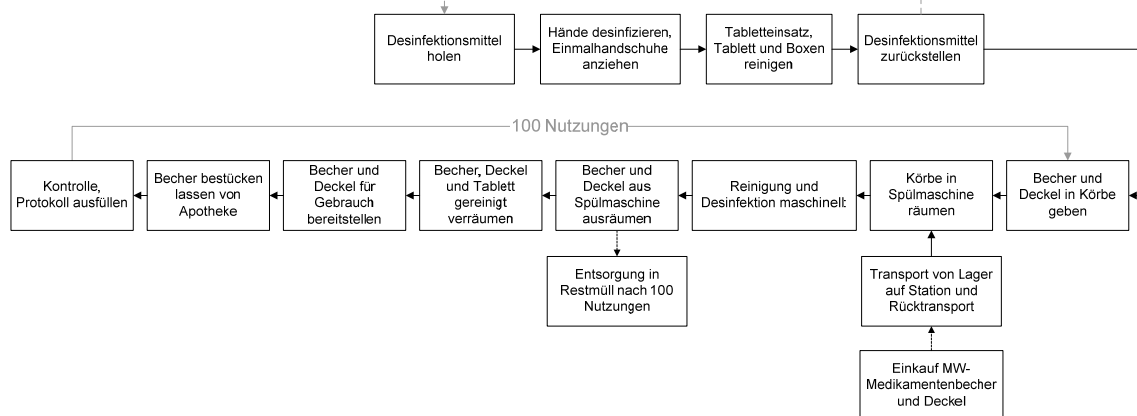 Desinfektionsmittel
holen
Hände desinfizieren,
Einmalhandschuhe
anziehen
Tabletteinsatz,
Tablett und Boxen
reinigen
Desinfektionsmittel
zurückstellen
100 Nutzungen
Kontrolle,
Protokoll ausfüllen
Becher bestücken
lassen von
Apotheke
Becher und
Deckel für
Gebrauch
bereitstellen
Becher, Deckel
und Tablett
gereinigt
verräumen
Becher und
Deckel aus
Spülmaschine
ausräumen
Reinigung und
Desinfektion maschinell:
Körbe in
Spülmaschine
räumen
Becher und
Deckel in Körbe
geben
Entsorgung in
Restmüll nach 100
Nutzungen
Transport von Lager
auf Station und
Rücktransport
Einkauf MW-
Medikamentenbecher
und Deckel